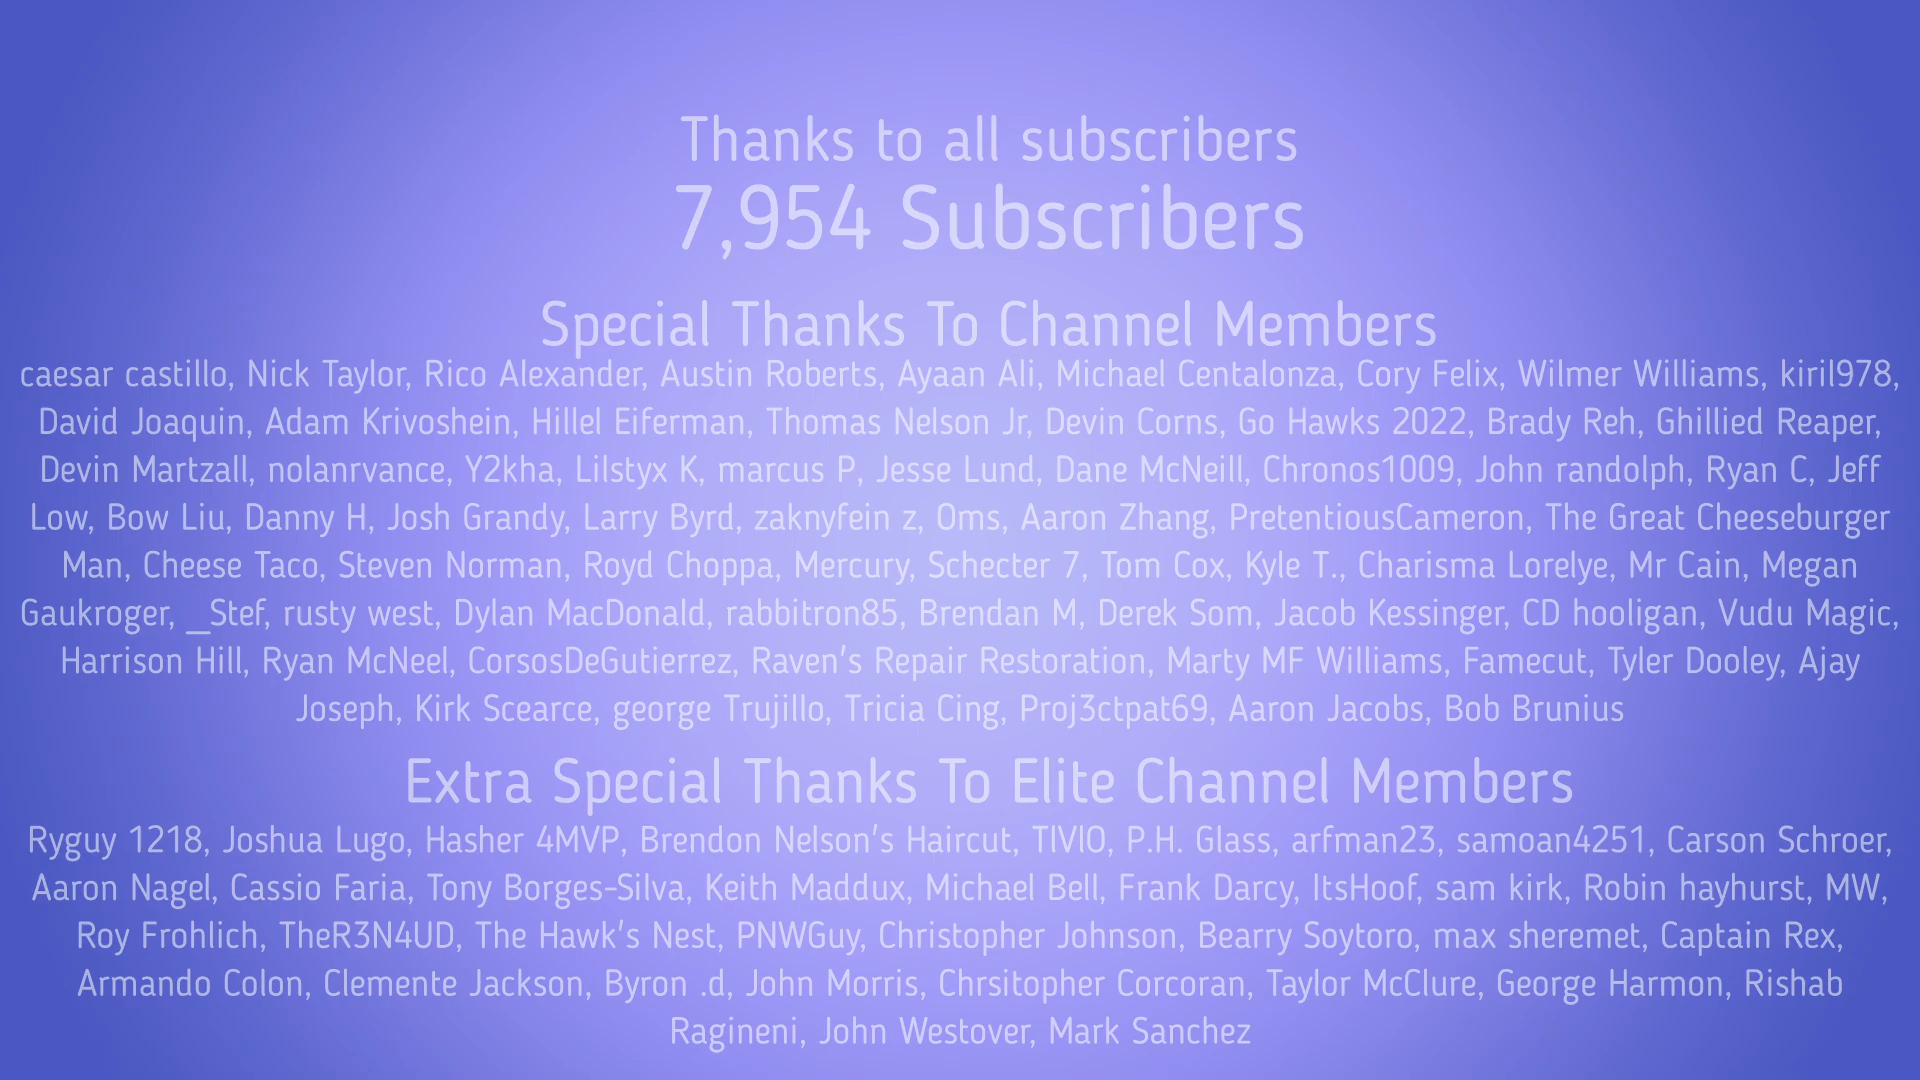 Thanks to all subscribers
7,954 Subscribers
Special Thanks To Channel Members
caesar castillo, Nick Taylor, Rico Alexander, Austin Roberts, Ayaan Ali, Michael Centalonza, Cory Felix, Wilmer Williams, kiril978,
David Joaquin, Adam Krivoshein, Hillel Eiferman, Thomas Nelson Jr, Devin Corns, Go Hawks 2022, Brady Reh, Ghillied Reaper,
Devin Martzall, nolanrvance, Y2kha, Lilstyx K, marcus P, Jesse Lund, Dane McNeill, Chronos1009, John randolph, Ryan C, Jeff
Low, Bow Liu, Danny H, Josh Grandy, Larry Byrd, zaknyfein z, Oms, Aaron Zhang, PretentiousCameron, The Great Cheeseburger
Man, Cheese Taco, Steven Norman, Royd Choppa, Mercury, Schecter 7, Tom Cox, Kyle T., Charisma Lorelye, Mr Cain, Megan
Gaukroger, _Stef, rusty west, Dylan MacDonald, rabbitron85, Brendan M, Derek Som, Jacob Kessinger, CD hooligan, Vudu Magic,
Harrison Hill, Ryan McNeel, CorsosDeGutierrez, Raven's Repair Restoration, Marty MF Williams, Famecut, Tyler Dooley, Ajay
Joseph, Kirk Scearce, george Trujillo, Tricia Cing, Proj3ctpat69, Aaron Jacobs, Bob Brunius
Extra Special Thanks To Elite Channel Members
Ryguy 1218, Joshua Lugo, Hasher 4MVP, Brendon Nelson's Haircut, TIVIO, P.H. Glass, arfman23, samoan4251, Carson Schroer,
Aaron Nagel, Cassio Faria, Tony Borges-Silva, Keith Maddux, Michael Bell, Frank Darcy, ItsHoof, sam kirk, Robin hayhurst, MW,
Roy Frohlich, TheR3N4UD, The Hawk's Nest, PNWGuy, Christopher Johnson, Bearry Soytoro, max sheremet, Captain Rex,
Armando Colon, Clemente Jackson, Byron .d, John Morris, Chrsitopher Corcoran, Taylor McClure, George Harmon, Rishab
Ragineni, John Westover, Mark Sanchez